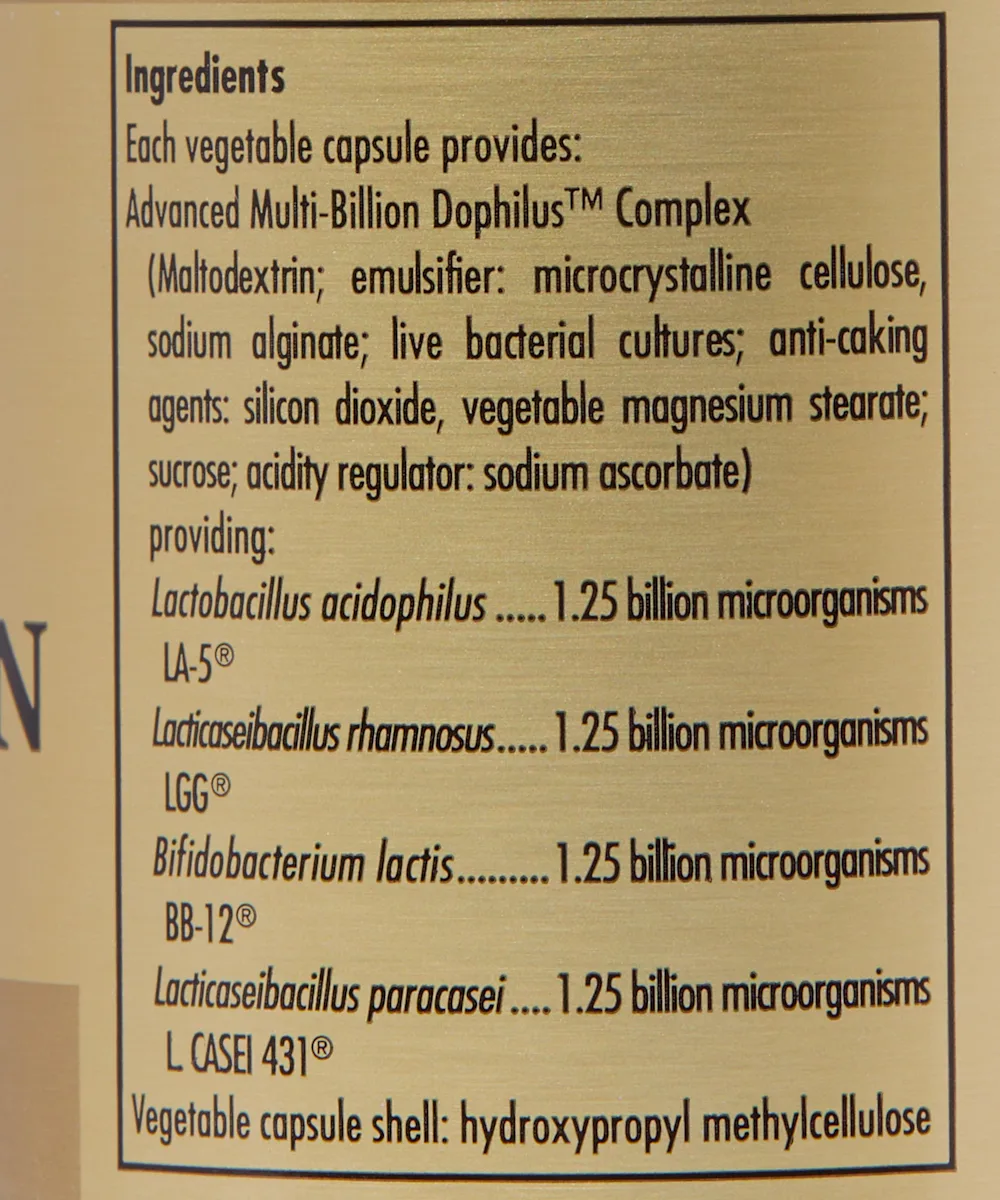 Ingredients
Each vegetable capsule provides:
Advanced Multi-Billion Dophilus™ Complex
(Maltodextrin; emulsifier: microcrystalline cellulose,
sodium alginate; live bacterial cultures; anti-caking
agents: silicon dioxide, vegetable magnesium stearate;
sucrose; acidity regulator: sodium ascorbate)
providing:
Lactobacillus acidophilus ..... 1.25 billion microorganisms
LA-5®
Lacticaseibacillus rhamnosus..... 1.25 billion microorganisms
LGG®
Bifidobacterium lactis......... 1.25 billion microorganisms
BB-12®
Lacticaseibacillus paracasei .... 1.25 billion microorganisms
L. CASEI 431®
Vegetable capsule shell: hydroxypropyl methylcellulose
N